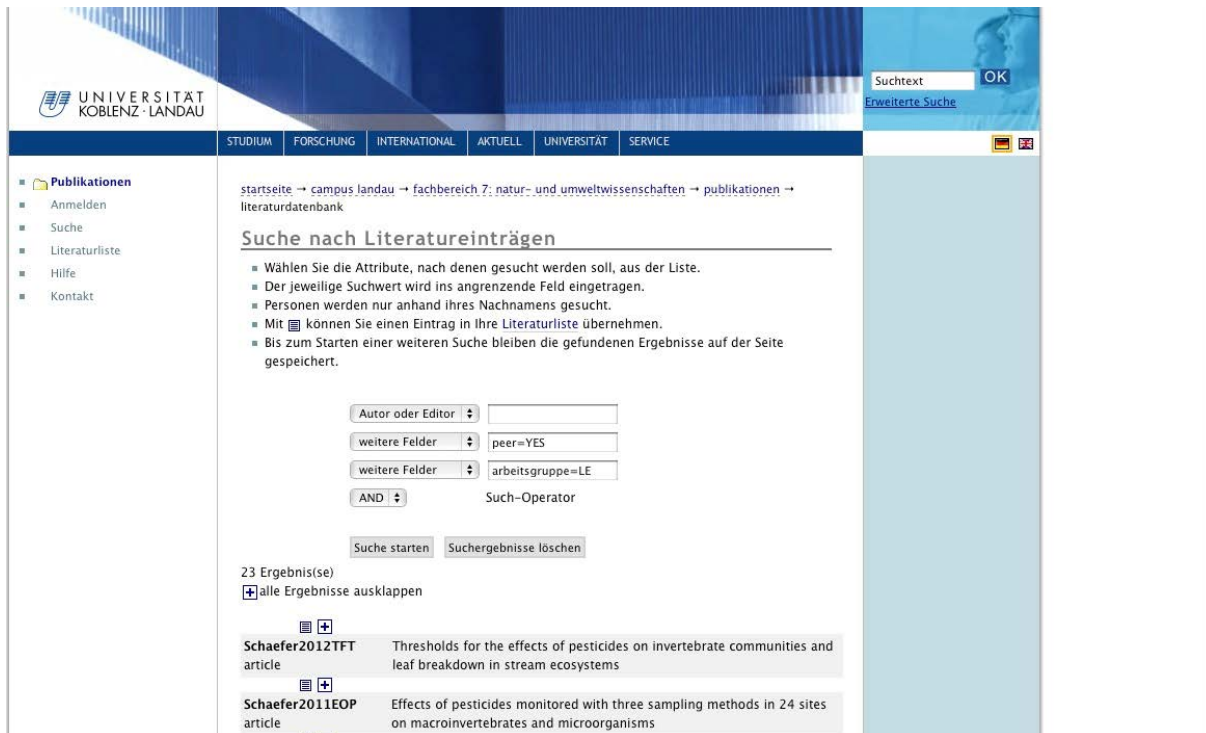 UNIVERSITÄT
KOBLENZ · LANDAU
Suchtext
OK
Erweiterte Suche
STUDIUM FORSCHUNG INTERNATIONAL AKTUELL UNIVERSITÄT SERVICE
Publikationen
Anmelden
Suche
Literaturliste
Hilfe
Kontakt
startseite → campus landau → fachbereich 7: natur- und umweltwissenschaften → publikationen →
literaturdatenbank
Suche nach Literatureinträgen
Wählen Sie die Attribute, nach denen gesucht werden soll, aus der Liste.
Der jeweilige Suchwert wird ins angrenzende Feld eingetragen.
Personen werden nur anhand ihres Nachnamens gesucht.
Mit können Sie einen Eintrag in Ihre Literaturliste übernehmen.
Bis zum Starten einer weiteren Suche bleiben die gefundenen Ergebnisse auf der Seite
gespeichert.
Autor oder Editor
weitere Felder peer=YES
weitere Felder arbeitsgruppe=LE
AND Such-Operator
Suche starten Suchergebnisse löschen
23 Ergebnis(se)
alle Ergebnisse ausklappen
Schaefer2012TFT Thresholds for the effects of pesticides on invertebrate communities and
article leaf breakdown in stream ecosystems
Schaefer2011EOP Effects of pesticides monitored with three sampling methods in 24 sites
article on macroinvertebrates and microorganisms